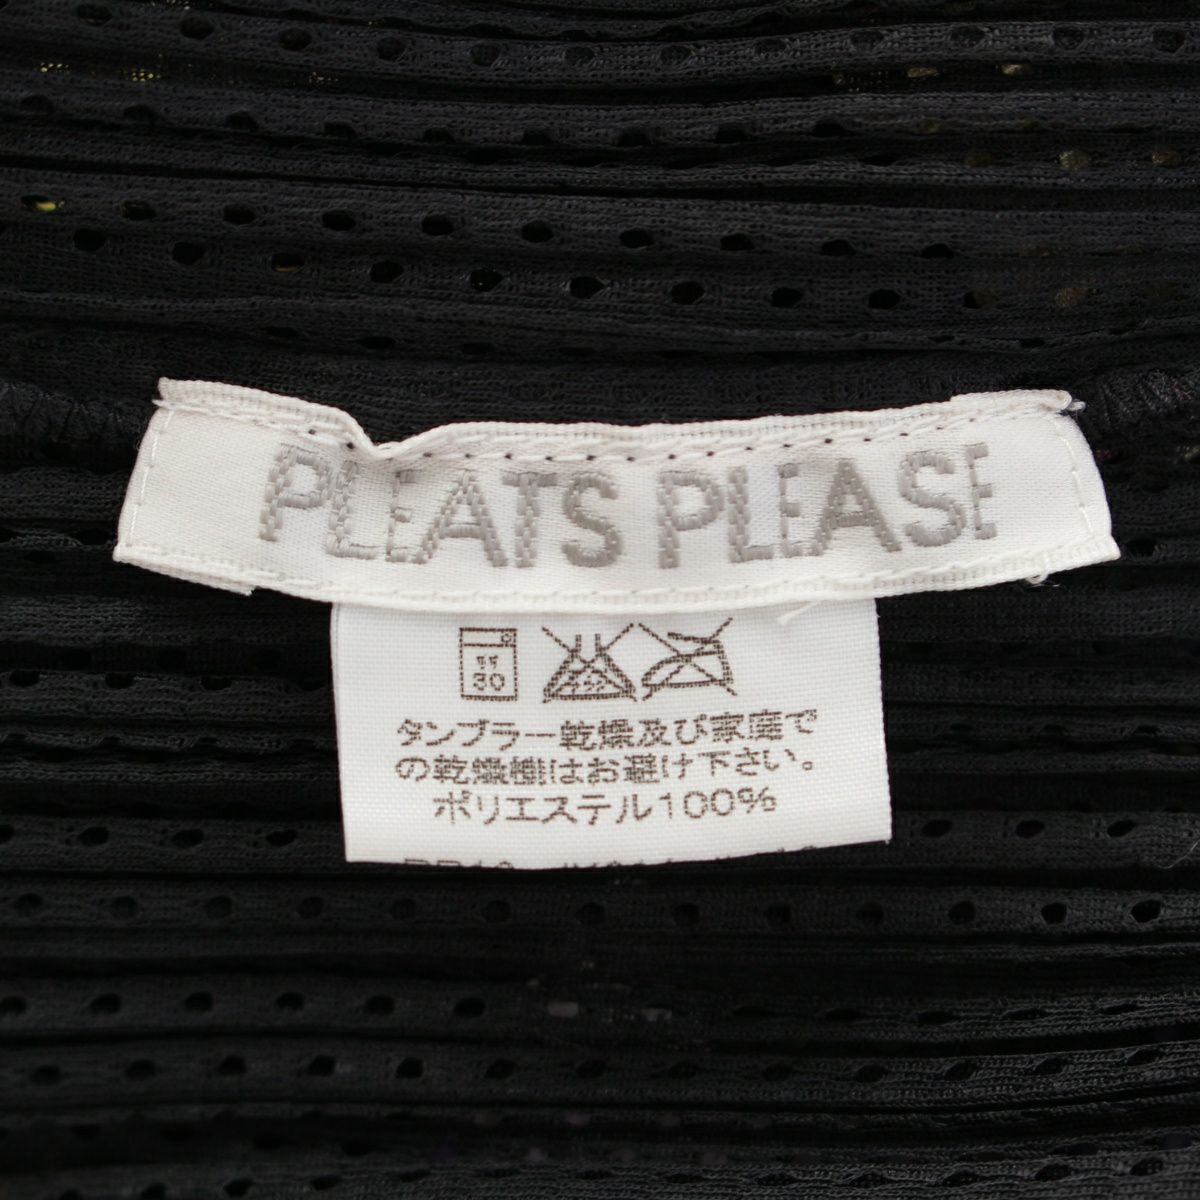 PLEATS PLEASE
30
タンブラー乾燥及び家庭で
の乾燥機はお避け下さい。
ポリエステル100%